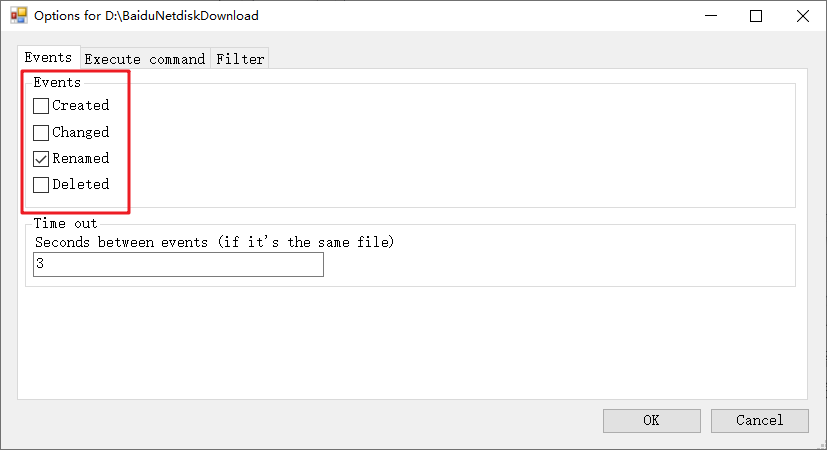 Options for D:\BaiduNetdiskDownload
Events Execute command Filter
Events
Created
Changed
Renamed
Deleted
Time out
Seconds between events (if it's the same file)
3
OK Cancel